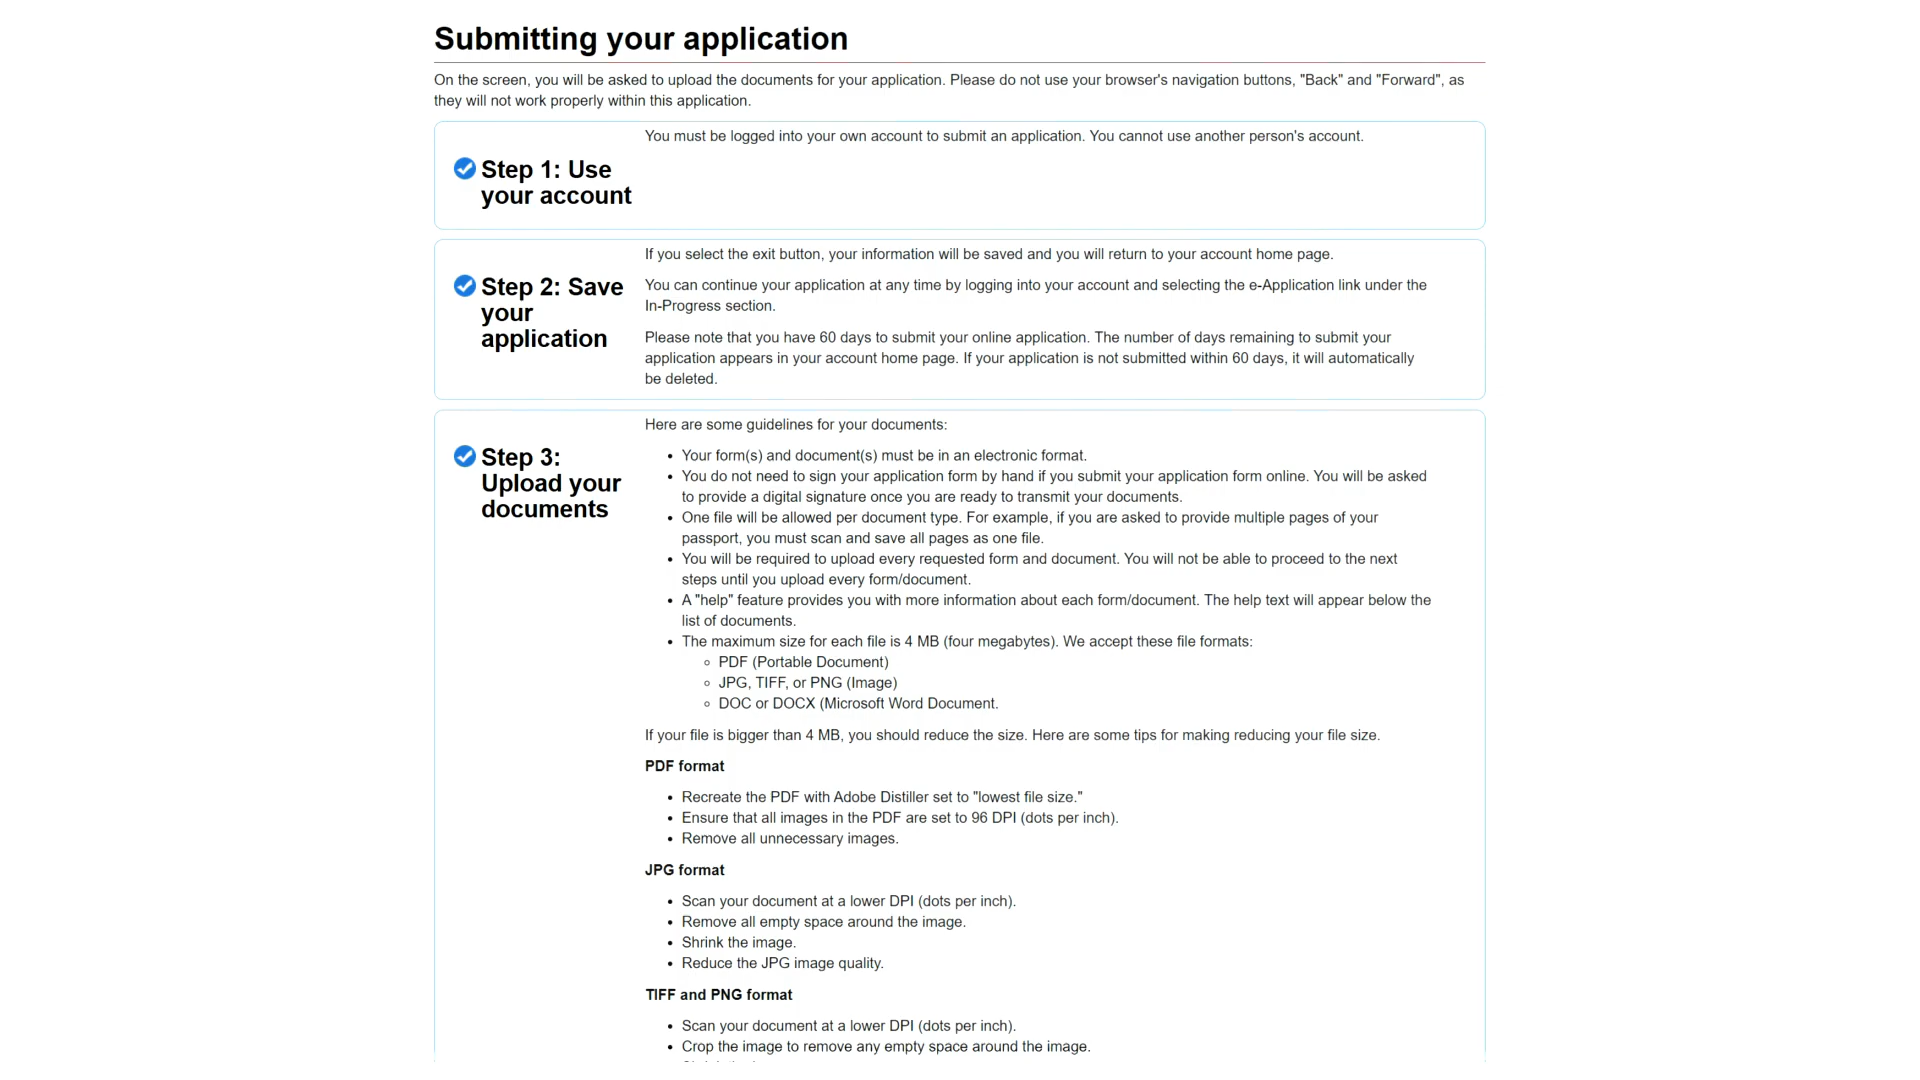 Submitting your application
On the screen, you will be asked to upload the documents for your application. Please do not use your browser's navigation buttons, "Back" and "Forward", as
they will not work properly within this application.
Step 1: Use
your account
You must be logged into your own account to submit an application. You cannot use another person's account.
Step 2: Save
your
application
If you select the exit button, your information will be saved and you will return to your account home page.
You can continue your application at any time by logging into your account and selecting the e-Application link under the
In-Progress section.
Please note that you have 60 days to submit your online application. The number of days remaining to submit your
application appears in your account home page. If your application is not submitted within 60 days, it will automatically
be deleted.
Step 3:
Upload your
documents
Here are some guidelines for your documents:
• Your form(s) and document(s) must be in an electronic format.
• You do not need to sign your application form by hand if you submit your application form online. You will be asked
to provide a digital signature once you are ready to transmit your documents.
• One file will be allowed per document type. For example, if you are asked to provide multiple pages of your
passport, you must scan and save all pages as one file.
• You will be required to upload every requested form and document. You will not be able to proceed to the next
steps until you upload every form/document.
• A "help" feature provides you with more information about each form/document. The help text will appear below the
list of documents.
• The maximum size for each file is 4 MB (four megabytes). We accept these file formats:
◦ PDF (Portable Document)
◦ JPG, TIFF, or PNG (Image)
◦ DOC or DOCX (Microsoft Word Document.
If your file is bigger than 4 MB, you should reduce the size. Here are some tips for making reducing your file size.
PDF format
• Recreate the PDF with Adobe Distiller set to "lowest file size."
• Ensure that all images in the PDF are set to 96 DPI (dots per inch).
• Remove all unnecessary images.
JPG format
• Scan your document at a lower DPI (dots per inch).
• Remove all empty space around the image.
• Shrink the image.
• Reduce the JPG image quality.
TIFF and PNG format
• Scan your document at a lower DPI (dots per inch).
• Crop the image to remove any empty space around the image.